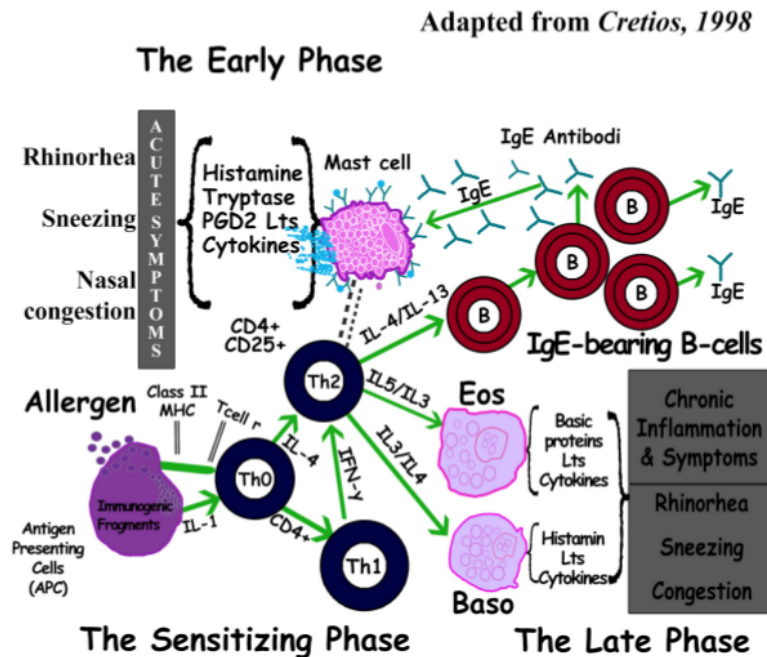 Adapted from Cretios, 1998
The Early Phase
Rhinorhea
Sneezing
Nasal
congestion
ACUTE SYMPTOMS
Histamine
Tryptase
PGD2 Lts
Cytokines
Mast cell
IgE Antibodi
IgE
B
IgE
B
B
IgE
B
IgE-bearing B-cells
CD4+
CD25+
IL-4/IL-13
Th2
IL5/IL3
IL3/IL4
Allergen
Class II
MHC
Tcell r
Th0
IL-4
IFN-γ
Immunogenic
Fragments
IL-1
CD4+
Th1
Antigen
Presenting
Cells
(APC)
Eos
Basic
proteins
Lts
Cytokines
Baso
Histamin
Lts
Cytokines
Chronic
Inflammation
& Symptoms
Rhinorhea
Sneezing
Congestion
The Sensitizing Phase
The Late Phase